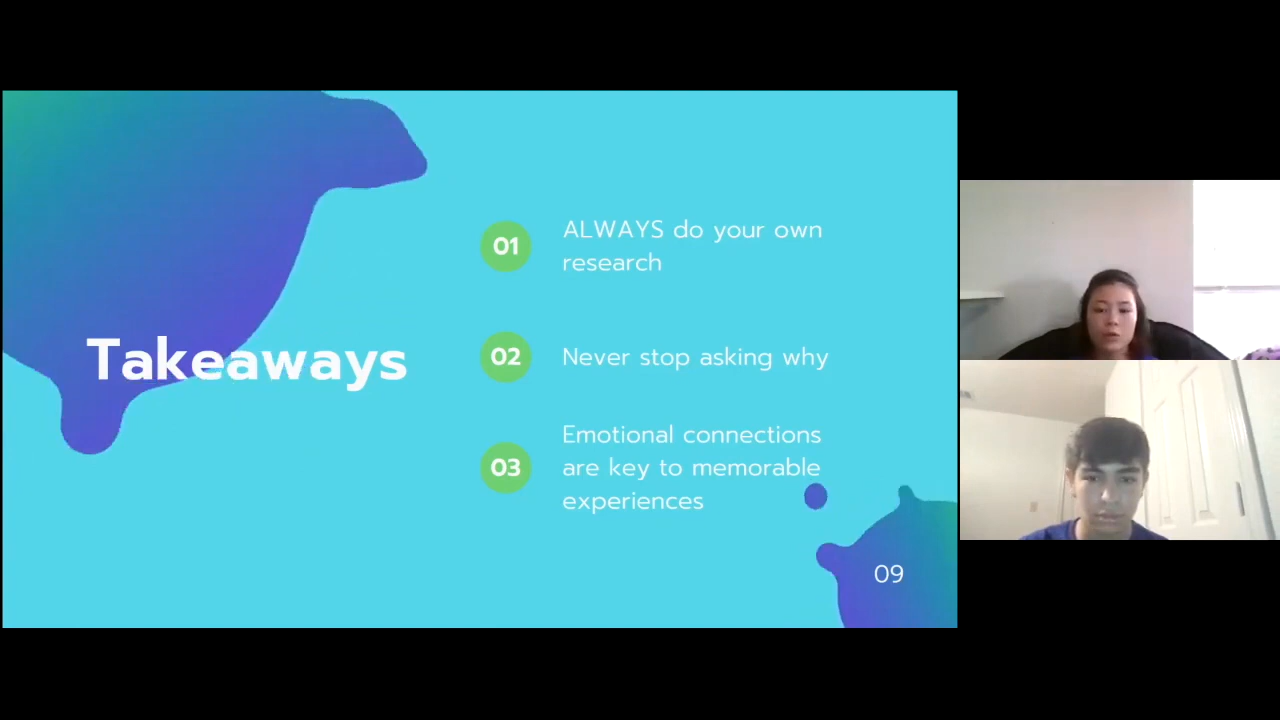 Takeaways
01
ALWAYS do your own
research
02
Never stop asking why
03
Emotional connections
are key to memorable
experiences
09